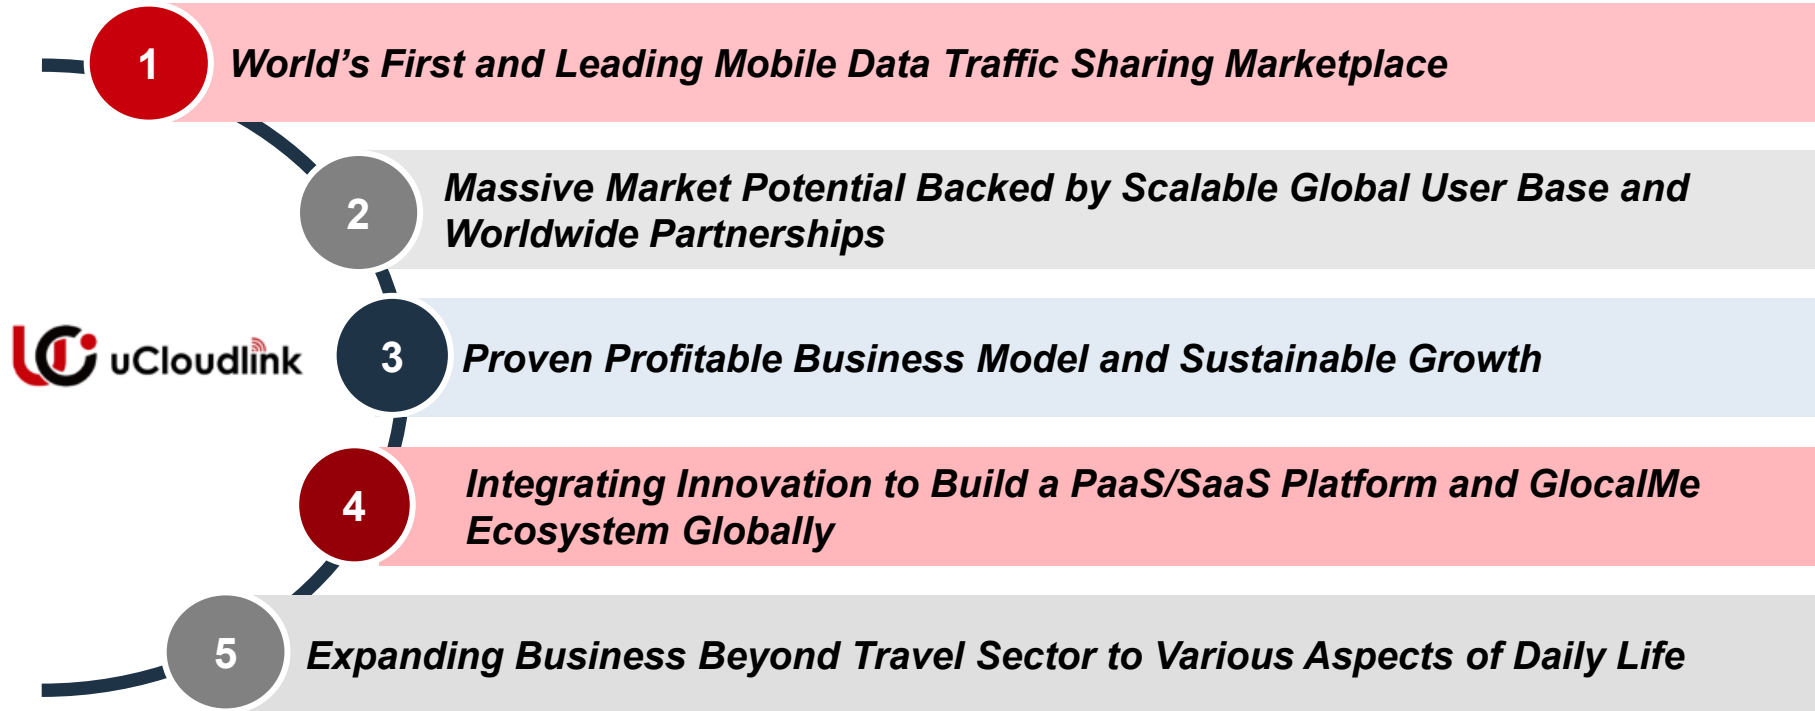 1
World’s First and Leading Mobile Data Traffic Sharing Marketplace
2
Massive Market Potential Backed by Scalable Global User Base and
Worldwide Partnerships
uCloudlink
3
Proven Profitable Business Model and Sustainable Growth
4
Integrating Innovation to Build a PaaS/SaaS Platform and GlocalMe
Ecosystem Globally
5
Expanding Business Beyond Travel Sector to Various Aspects of Daily Life